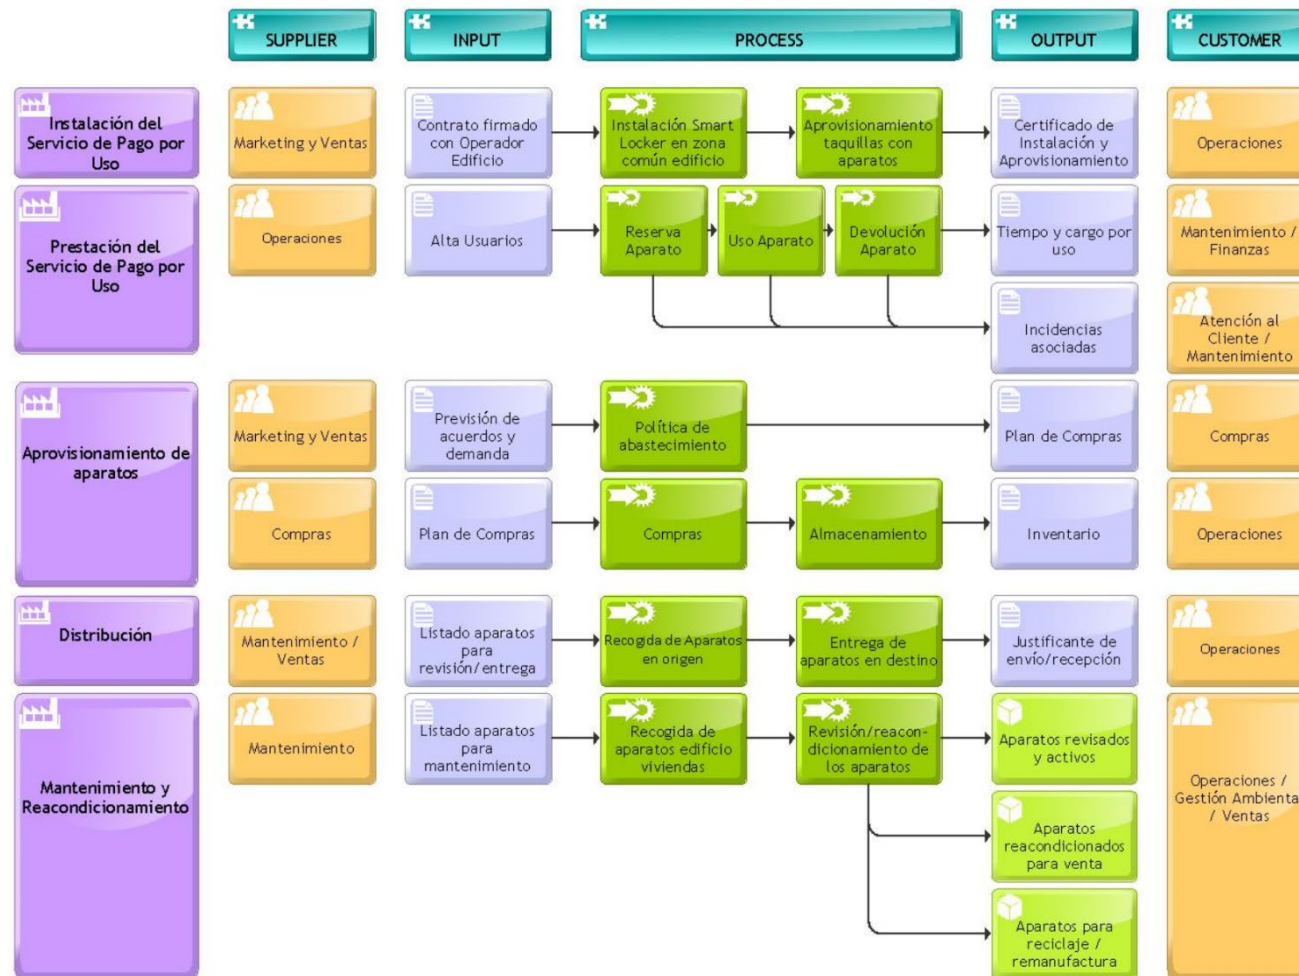 SUPPLIER
INPUT
PROCESS
OUTPUT
CUSTOMER
Instalación del
Servicio de Pago por
Uso
Marketing y Ventas
Contrato firmado
con Operador
Edificio
Instalación Smart
Locker en zona
común edificio
Aprovisionamiento
taquillas con
aparatos
Certificado de
Instalación y
Aprovisionamiento
Operaciones
Prestación del
Servicio de Pago por
Uso
Operaciones
Alta Usuarios
Reserva
Aparato
Uso Aparato
Devolución
Aparato
Tiempo y cargo por
uso
Mantenimiento /
Finanzas
Incidencias
asociadas
Atención al
Cliente /
Mantenimiento
Aprovisionamiento de
aparatos
Marketing y Ventas
Previsión de
acuerdos y
demanda
Política de
abastecimiento
Plan de Compras
Compras
Compras
Plan de Compras
Compras
Almacenamiento
Inventario
Operaciones
Distribución
Mantenimiento /
Ventas
Listado aparatos
para
revisión/entrega
Recogida de Aparatos
en origen
Entrega de
aparatos en destino
Justificante de
envío/recepción
Operaciones
Mantenimiento y
Reacondicionamiento
Mantenimiento
Listado aparatos
para
mantenimiento
Recogida de
aparatos edificio
viviendas
Revisión/reacon-
dicionamiento de
los aparatos
Aparatos revisados
y activos
Operaciones /
Gestión Ambienta
/ Ventas
Aparatos
reacondicionados
para venta
Aparatos para
reciclaje /
remanufactura